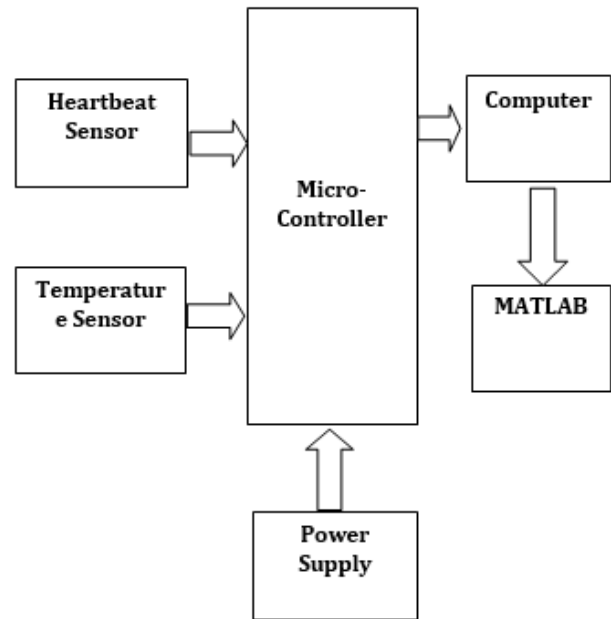 Heartbeat
Sensor
Temperatur
e Sensor
Micro-
Controller
Computer
MATLAB
Power
Supply